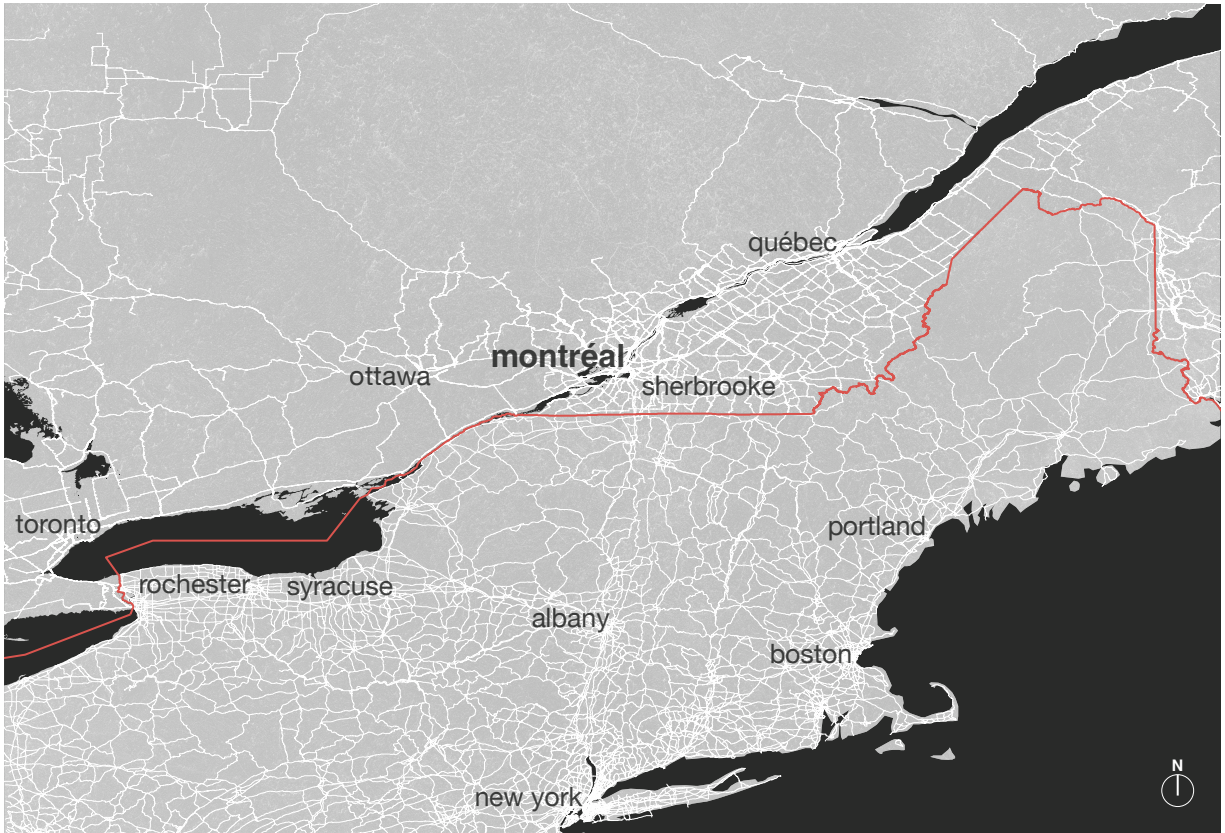 québec
montréal
ottawa
sherbrooke
toronto
portland
rochester
syracuse
albany
boston
N
new york